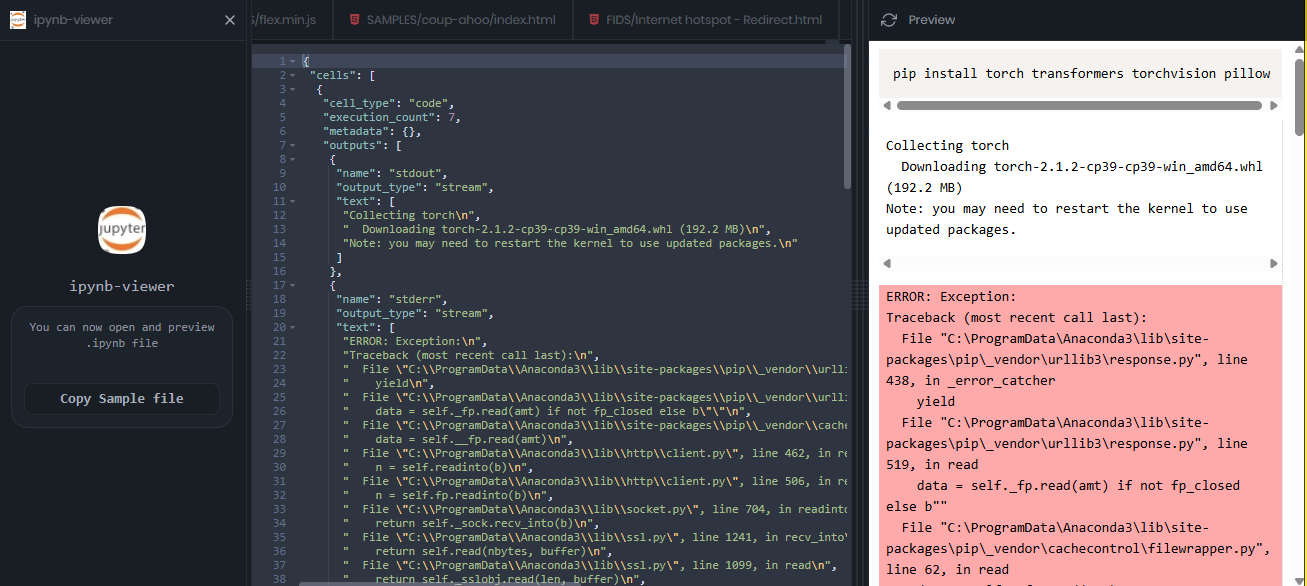 ipynb-viewer
jupyter
ipynb-viewer
You can now open and preview
.ipynb file
Copy Sample file
/flex.min.js
SAMPLES/coup-ahoo/index.html
FIDS/Internet hotspot - Redirect.html
1 {
2 "cells": [
3 {
4 "cell_type": "code",
5 "execution_count": 7,
6 "metadata": {},
7 "outputs": [
8 {
9 "name": "stdout",
10 "output_type": "stream",
11 "text": [
12 "Collecting torch\n",
13 "  Downloading torch-2.1.2-cp39-cp39-win_amd64.whl (192.2 MB)\n",
14 "Note: you may need to restart the kernel to use updated packages.\n"
15 ]
16 },
17 {
18 "name": "stderr",
19 "output_type": "stream",
20 "text": [
21 "ERROR: Exception:\n",
22 "Traceback (most recent call last):\n",
23 "  File \"C:\\ProgramData\\Anaconda3\\lib\\site-packages\\pip\\_vendor\\urlli
24 "    yield\n",
25 "  File \"C:\\ProgramData\\Anaconda3\\lib\\site-packages\\pip\\_vendor\\urlli
26 "    data = self._fp.read(amt) if not fp_closed else b\"\"\n",
27 "  File \"C:\\ProgramData\\Anaconda3\\lib\\site-packages\\pip\\_vendor\\cache
28 "    data = self.__fp.read(amt)\n",
29 "  File \"C:\\ProgramData\\Anaconda3\\lib\\http\\client.py\", line 462, in re
30 "    n = self.readinto(b)\n",
31 "  File \"C:\\ProgramData\\Anaconda3\\lib\\http\\client.py\", line 506, in re
32 "    n = self.fp.readinto(b)\n",
33 "  File \"C:\\ProgramData\\Anaconda3\\lib\\socket.py\", line 704, in readinto
34 "    return self._sock.recv_into(b)\n",
35 "  File \"C:\\ProgramData\\Anaconda3\\lib\\ssl.py\", line 1241, in recv_into\
36 "    return self.read(nbytes, buffer)\n",
37 "  File \"C:\\ProgramData\\Anaconda3\\lib\\ssl.py\", line 1099, in read\n",
38 "    return self._sslobj.read(len, buffer)\n",
Preview
pip install torch transformers torchvision pillow
Collecting torch
  Downloading torch-2.1.2-cp39-cp39-win_amd64.whl
(192.2 MB)
Note: you may need to restart the kernel to use
updated packages.
ERROR: Exception:
Traceback (most recent call last):
  File "C:\ProgramData\Anaconda3\lib\site-
packages\pip\_vendor\urllib3\response.py", line
438, in _error_catcher
    yield
  File "C:\ProgramData\Anaconda3\lib\site-
packages\pip\_vendor\urllib3\response.py", line
519, in read
    data = self._fp.read(amt) if not fp_closed
else b""
  File "C:\ProgramData\Anaconda3\lib\site-
packages\pip\_vendor\cachecontrol\filewrapper.py",
line 62, in read